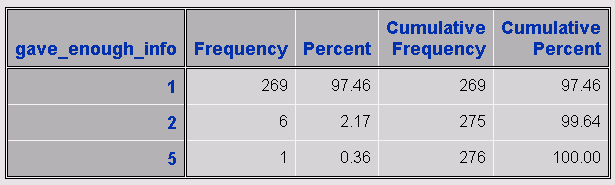 gave_enough_info Frequency Percent Cumulative Frequency Cumulative Percent
1 269 97.46 269 97.46
2 6 2.17 275 99.64
5 1 0.36 276 100.00